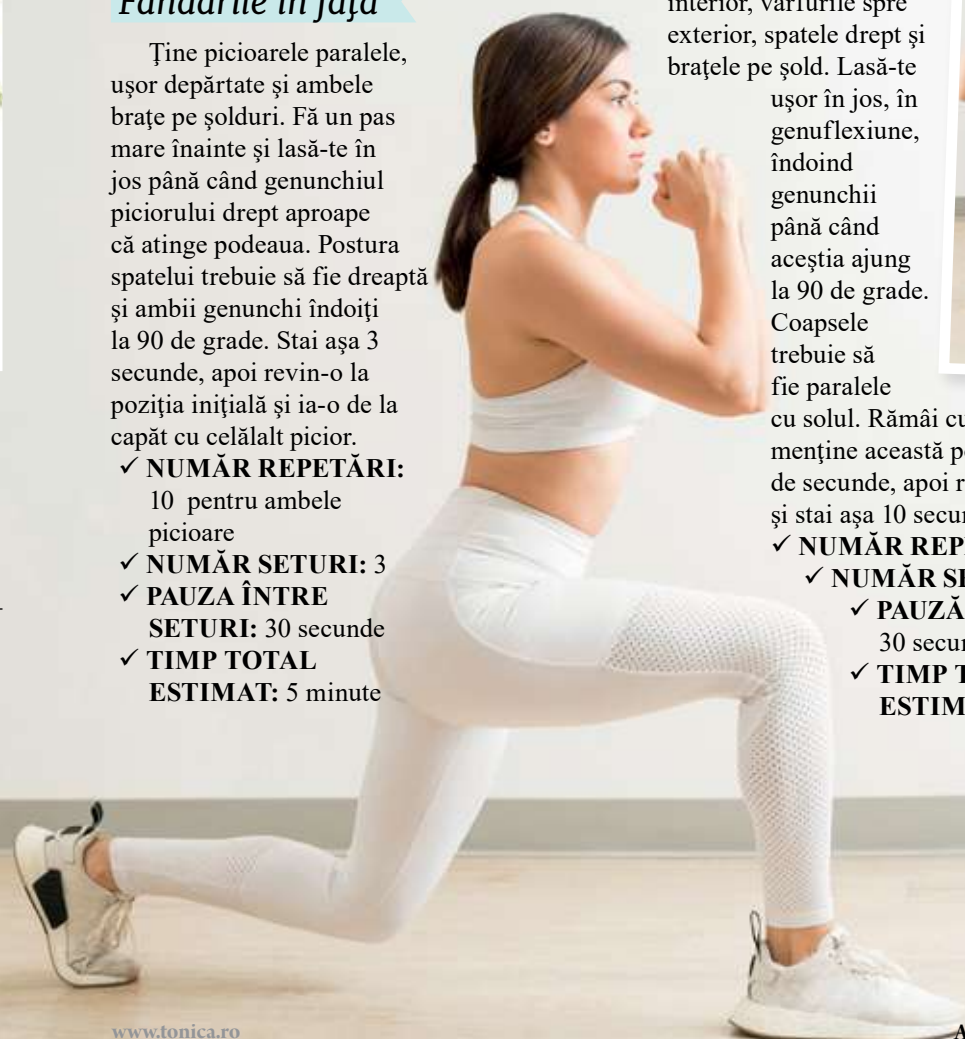 Fandările în faţă
Ţine picioarele paralele,
uşor depărtate şi ambele
braţe pe şolduri. Fă un pas
mare înainte şi lasă-te în
jos până când genunchiul
piciorului drept aproape
că atinge podeaua. Postura
spatelui trebuie să fie dreaptă
şi ambii genunchi îndoiţi
la 90 de grade. Stai aşa 3
secunde, apoi revin-o la
poziţia iniţială şi ia-o de la
capăt cu celălalt picior.
✓ NUMĂR REPETĂRI:
10 pentru ambele
picioare
✓ NUMĂR SETURI: 3
✓ PAUZA ÎNTRE
SETURI: 30 secunde
✓ TIMP TOTAL
ESTIMAT: 5 minute
interior, vârfurile spre
exterior, spatele drept şi
braţele pe şold. Lasă-te
uşor în jos, în
genuflexiune,
îndoind
genunchii
până când
aceştia ajung
la 90 de grade.
Coapsele
trebuie să
fie paralele
cu solul. Rămâi cu
menţine această
de secunde, apoi
şi stai aşa 10
✓ NUMĂR
✓ NUMĂR
✓ PAUZĂ
30
✓ TIMP
www.tonica.ro